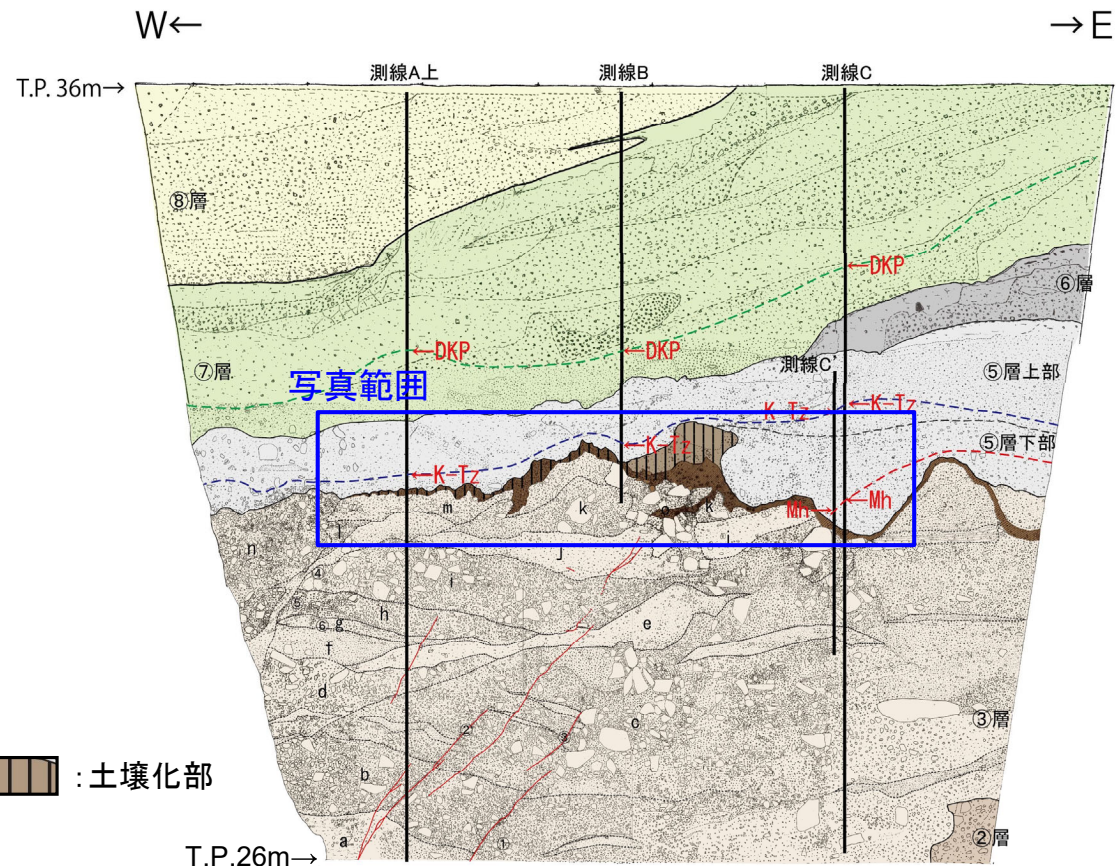 W←
→E
T.P. 36m→
測線A上
測線B
測線C
⑧層
←DKP
⑥層
←DKP
←DKP
⑦層
写真範囲
測線C'
⑤層上部
K-Tz
←K-Tz
←K-Tz
⑤層下部
←K-Tz
←Mh
Mh→
m
k
o
k
l
j
i
n
④
i
⑤
h
⑥
g
e
f
d
②
③
c
③層
b
:土壌化部
a
①
②層
T.P.26m→